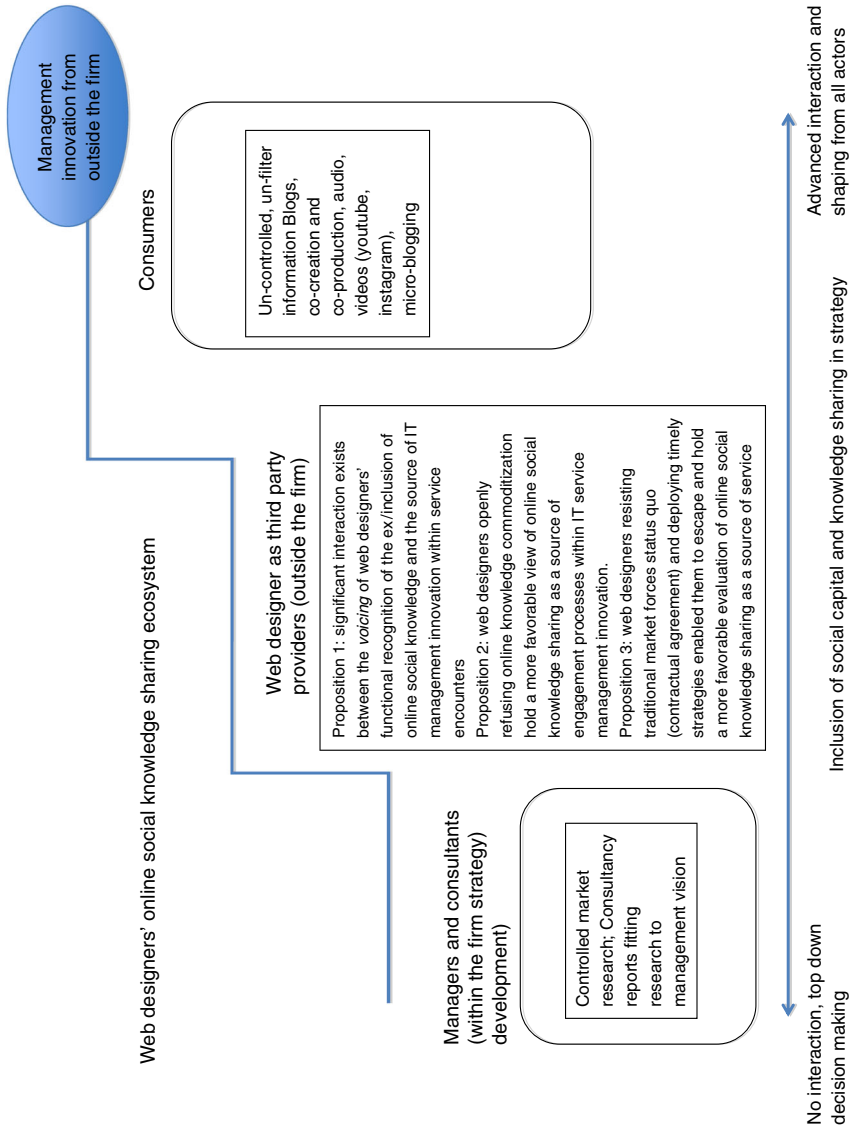 Web designers’ online social knowledge sharing ecosystem
Management
innovation from
outside the firm
Managers and consultants
(within the firm strategy
development)
Controlled market
research; Consultancy
reports fitting
research to
management vision
Web designer as third party
providers (outside the firm)
Proposition 1: significant interaction exists
between the voicing of web designers’
functional recognition of the ex/inclusion of
online social knowledge and the source of IT
management innovation within service
encounters
Proposition 2: web designers openly
refusing online knowledge commoditization
hold a more favorable view of online social
knowledge sharing as a source of
engagement processes within IT service
management innovation.
Proposition 3: web designers resisting
traditional market forces status quo
(contractual agreement) and deploying timely
strategies enabled them to escape and hold
a more favorable evaluation of online social
knowledge sharing as a source of service
Consumers
Un-controlled, un-filter
information Blogs,
co-creation and
co-production, audio,
videos (youtube,
instagram),
micro-blogging
No interaction, top down
decision making
Inclusion of social capital and knowledge sharing in strategy
Advanced interaction and
shaping from all actors